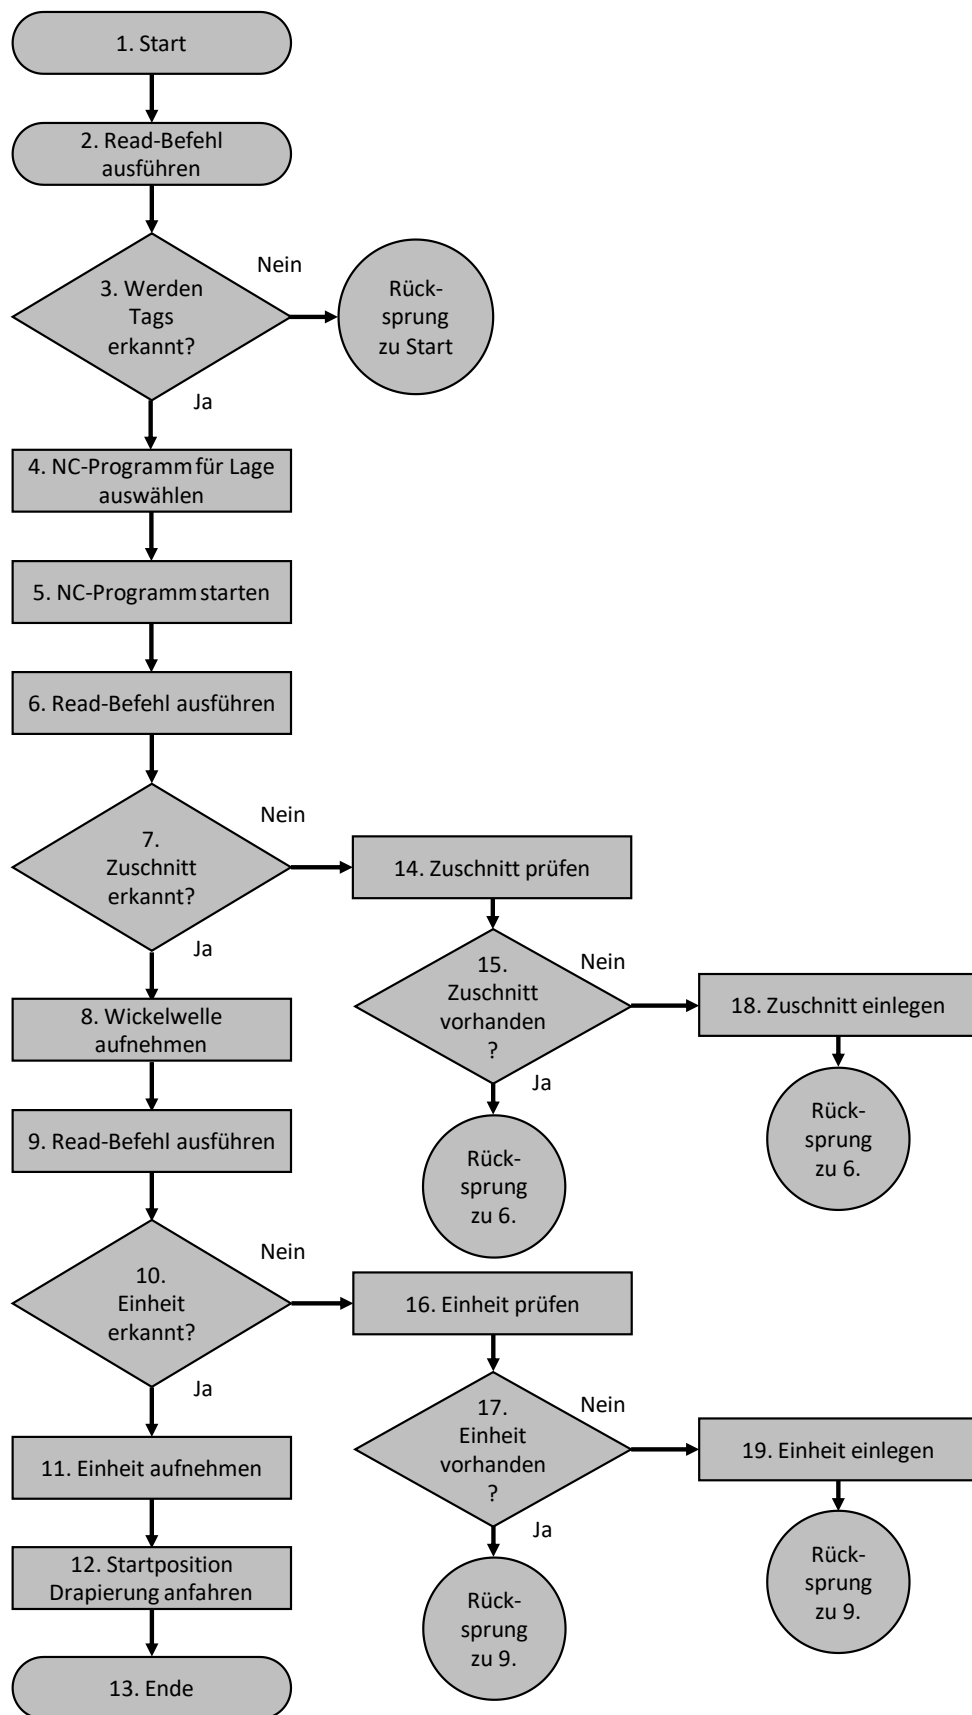 1. Start
2. Read-Befehl
ausführen
Nein
3. Werden
Tags
erkannt?
Rück-
sprung
zu Start
Ja
4. NC-Programm für Lage
auswählen
5. NC-Programm starten
6. Read-Befehl ausführen
Nein
7.
Zuschnitt
erkannt?
14. Zuschnitt prüfen
Ja
15.
Zuschnitt
vorhanden
?
Nein
18. Zuschnitt einlegen
8. Wickelwelle
aufnehmen
Ja
Rück-
sprung
zu 6.
9. Read-Befehl ausführen
Rück-
sprung
zu 6.
Nein
10.
Einheit
erkannt?
16. Einheit prüfen
Ja
17.
Einheit
vorhanden
?
Nein
19. Einheit einlegen
11. Einheit aufnehmen
Ja
Rück-
sprung
zu 9.
12. Startposition
Drapierung anfahren
Rück-
sprung
zu 9.
13. Ende